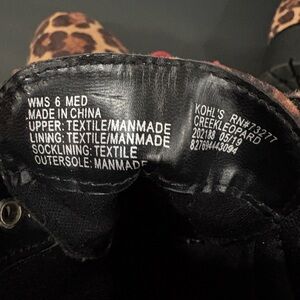 WMS 6 MED
MADE IN CHINA
UPPER: TEXTILE/MANMADE
LINING: TEXTILE/MANMADE
SOCKLINING: TEXTILE
OUTERSOLE: MANMADE
KOHL'S RN#73277
CREEKLEOPARD
202188 05/19
827694443094